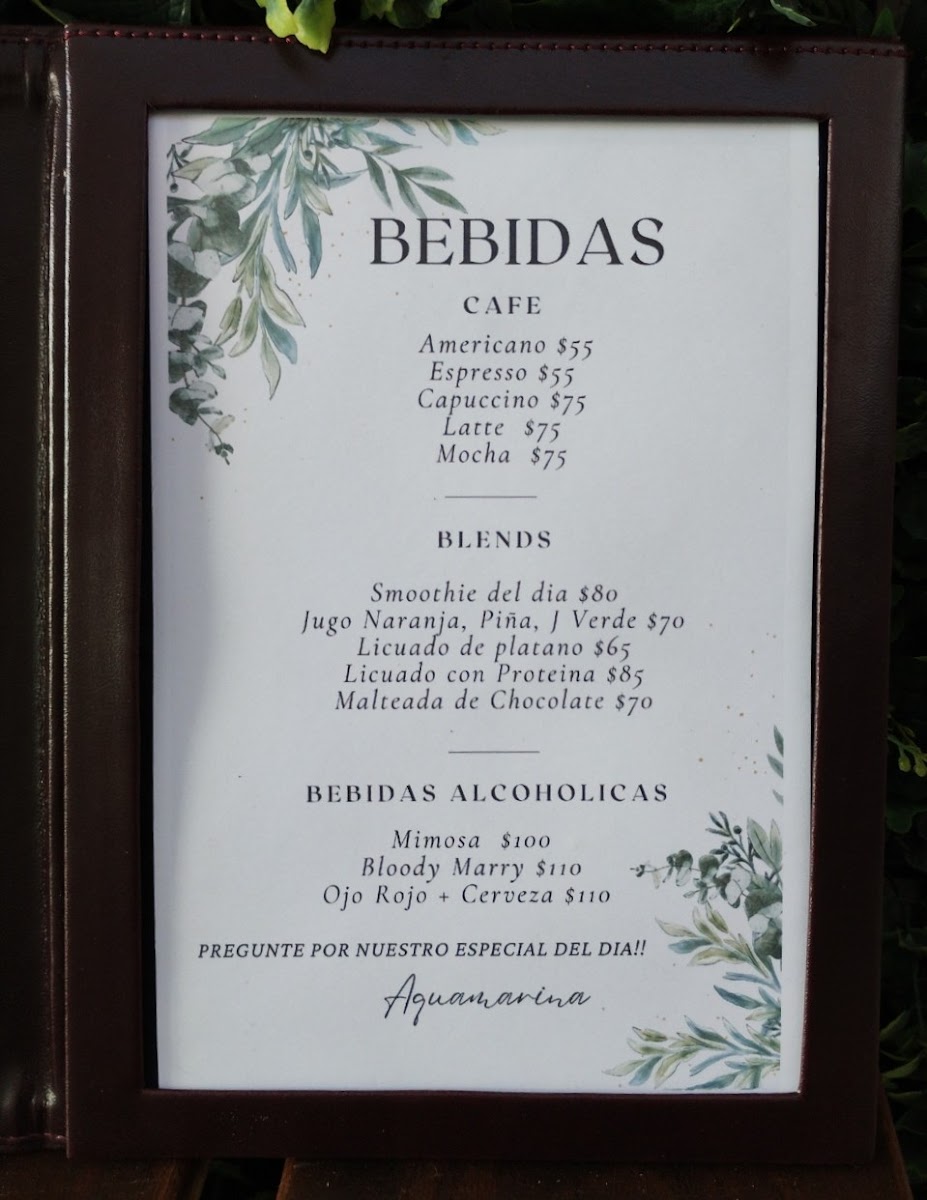 BEBIDAS
CAFE
Americano $55
Espresso $55
Capuccino $75
Latte $75
Mocha $75
BLENDS
Smoothie del dia $80
Jugo Naranja, Piña, J Verde $70
Licuado de platano $65
Licuado con Proteina $85
Malteada de Chocolate $70
BEBIDAS ALCOHOLICAS
Mimosa $100
Bloody Marry $110
Ojo Rojo + Cerveza $110
PREGUNTE POR NUESTRO ESPECIAL DEL DIA!!
Aguamarina